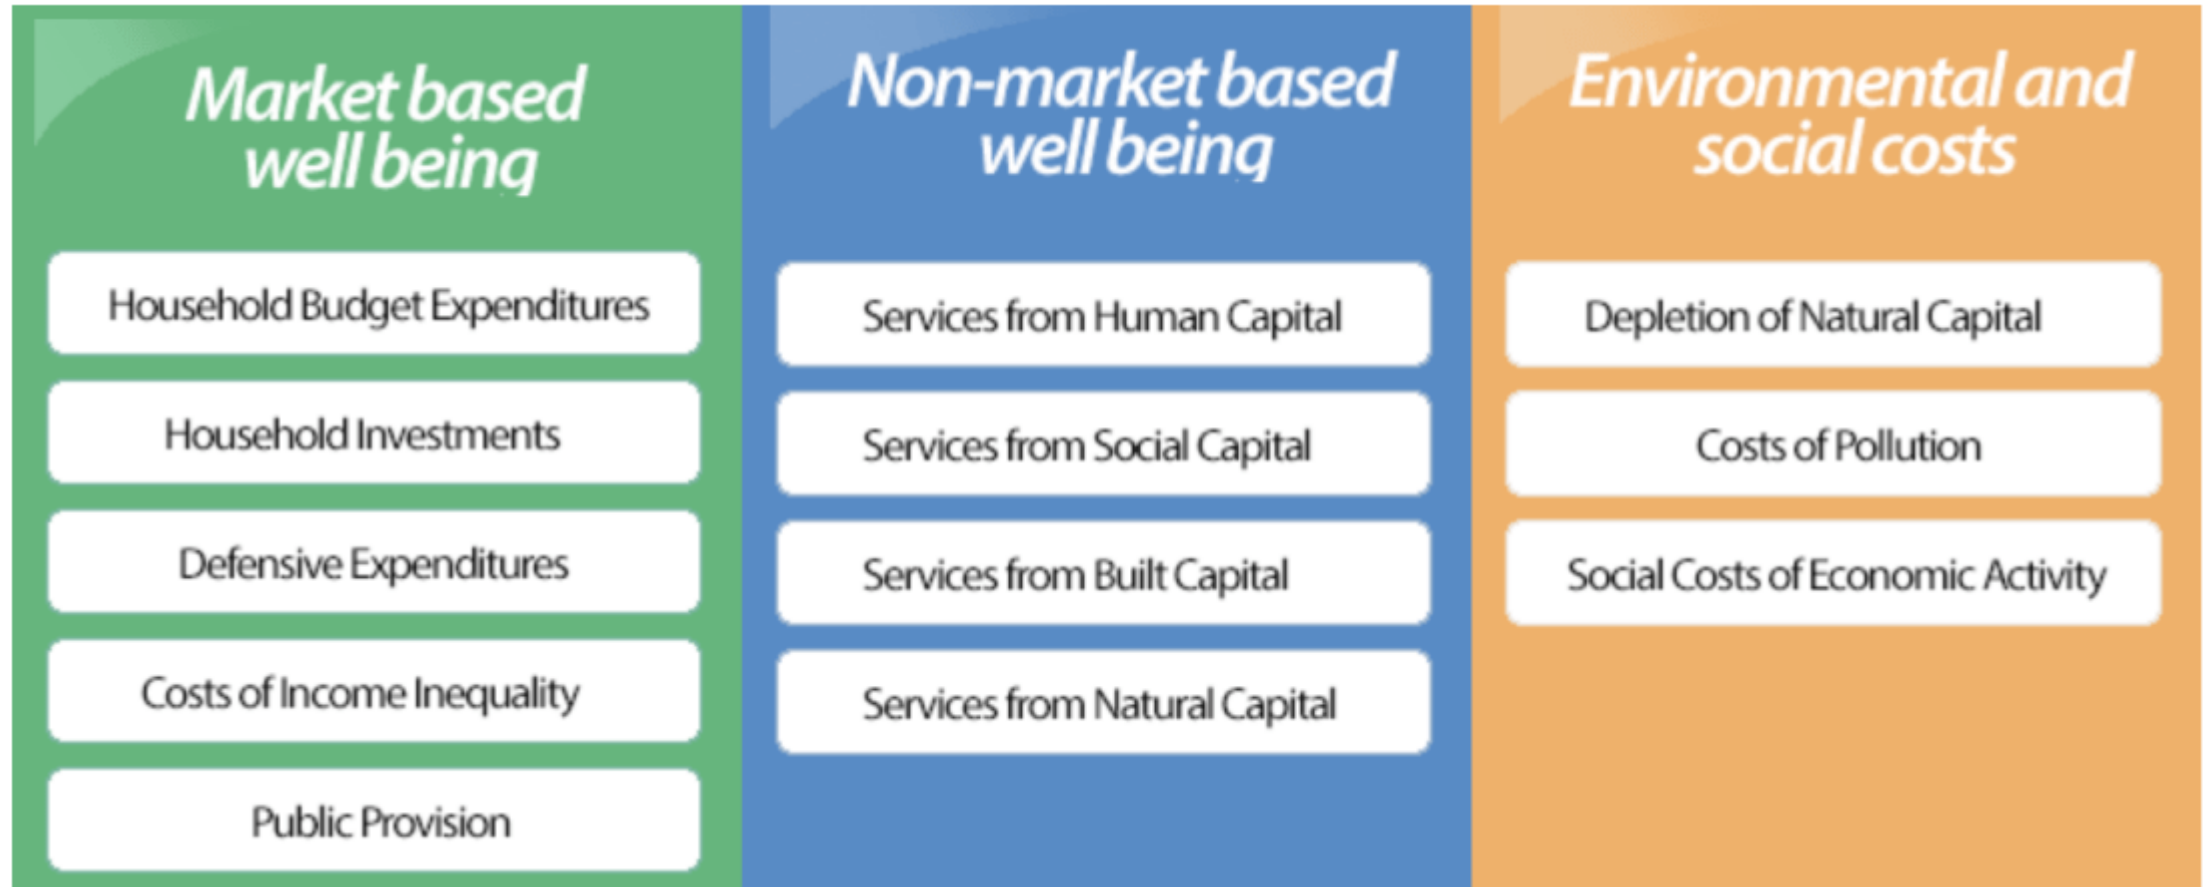 Market based
well being
Household Budget Expenditures
Household Investments
Defensive Expenditures
Costs of Income Inequality
Public Provision
Non-market based
well being
Services from Human Capital
Services from Social Capital
Services from Built Capital
Services from Natural Capital
Environmental and
social costs
Depletion of Natural Capital
Costs of Pollution
Social Costs of Economic Activity